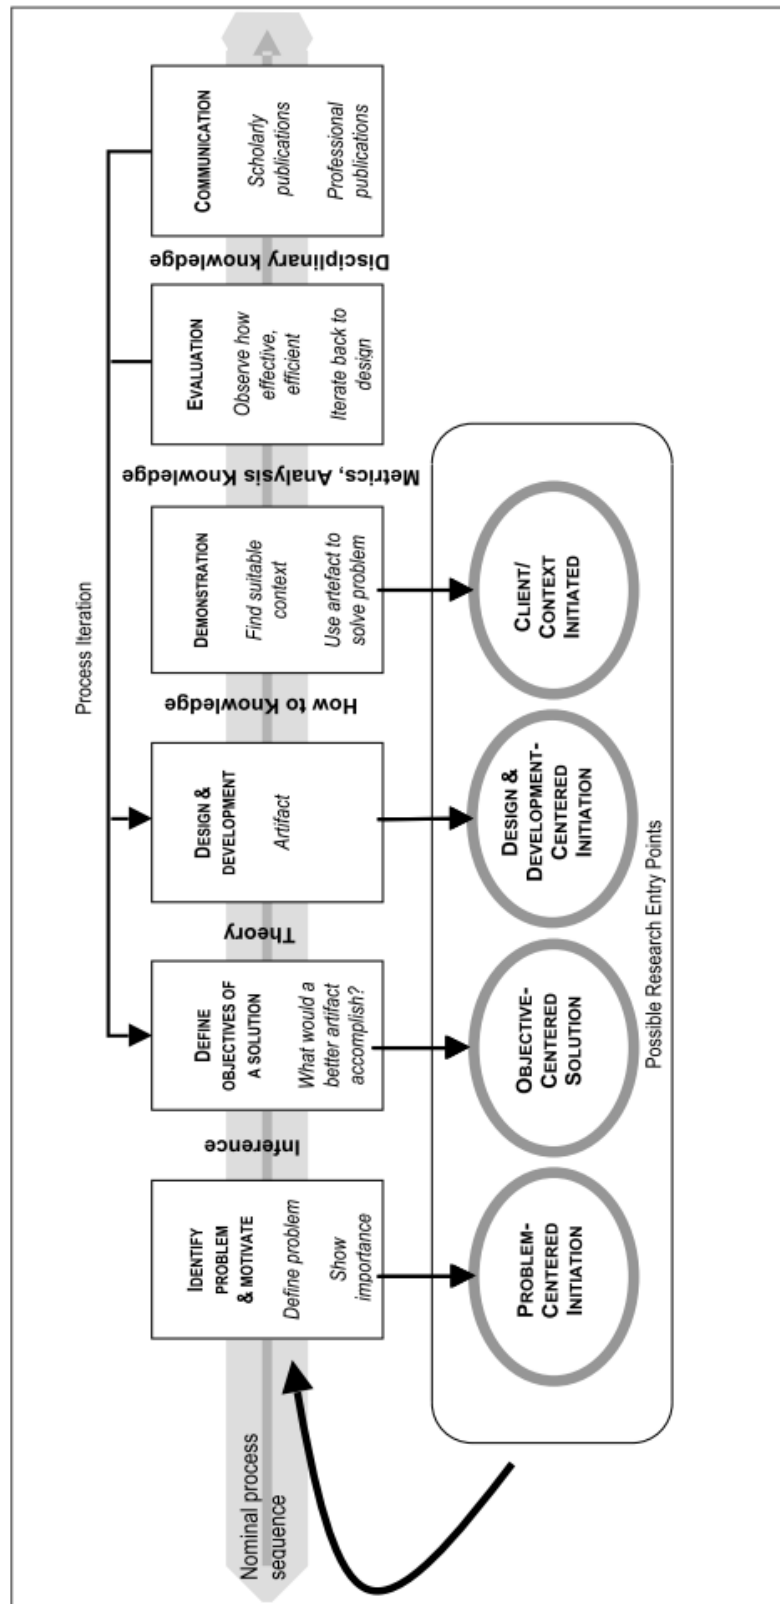 Process Iteration
Nominal process
sequence
IDENTIFY
PROBLEM
& MOTIVATE
Define problem
Show
importance
Inference
DEFINE
OBJECTIVES OF
A SOLUTION
What would a
better artifact
accomplish?
Theory
DESIGN &
DEVELOPMENT
Artifact
How to Knowledge
DEMONSTRATION
Find suitable
context
Use artefact to
solve problem
Metrics, Analysis Knowledge
EVALUATION
Observe how
effective,
efficient
Iterate back to
design
Disciplinary knowledge
COMMUNICATION
Scholarly
publications
Professional
publications
PROBLEM-
CENTERED
INITIATION
OBJECTIVE-
CENTERED
SOLUTION
DESIGN &
DEVELOPMENT-
CENTERED
INITIATION
CLIENT/
CONTEXT
INITIATED
Possible Research Entry Points